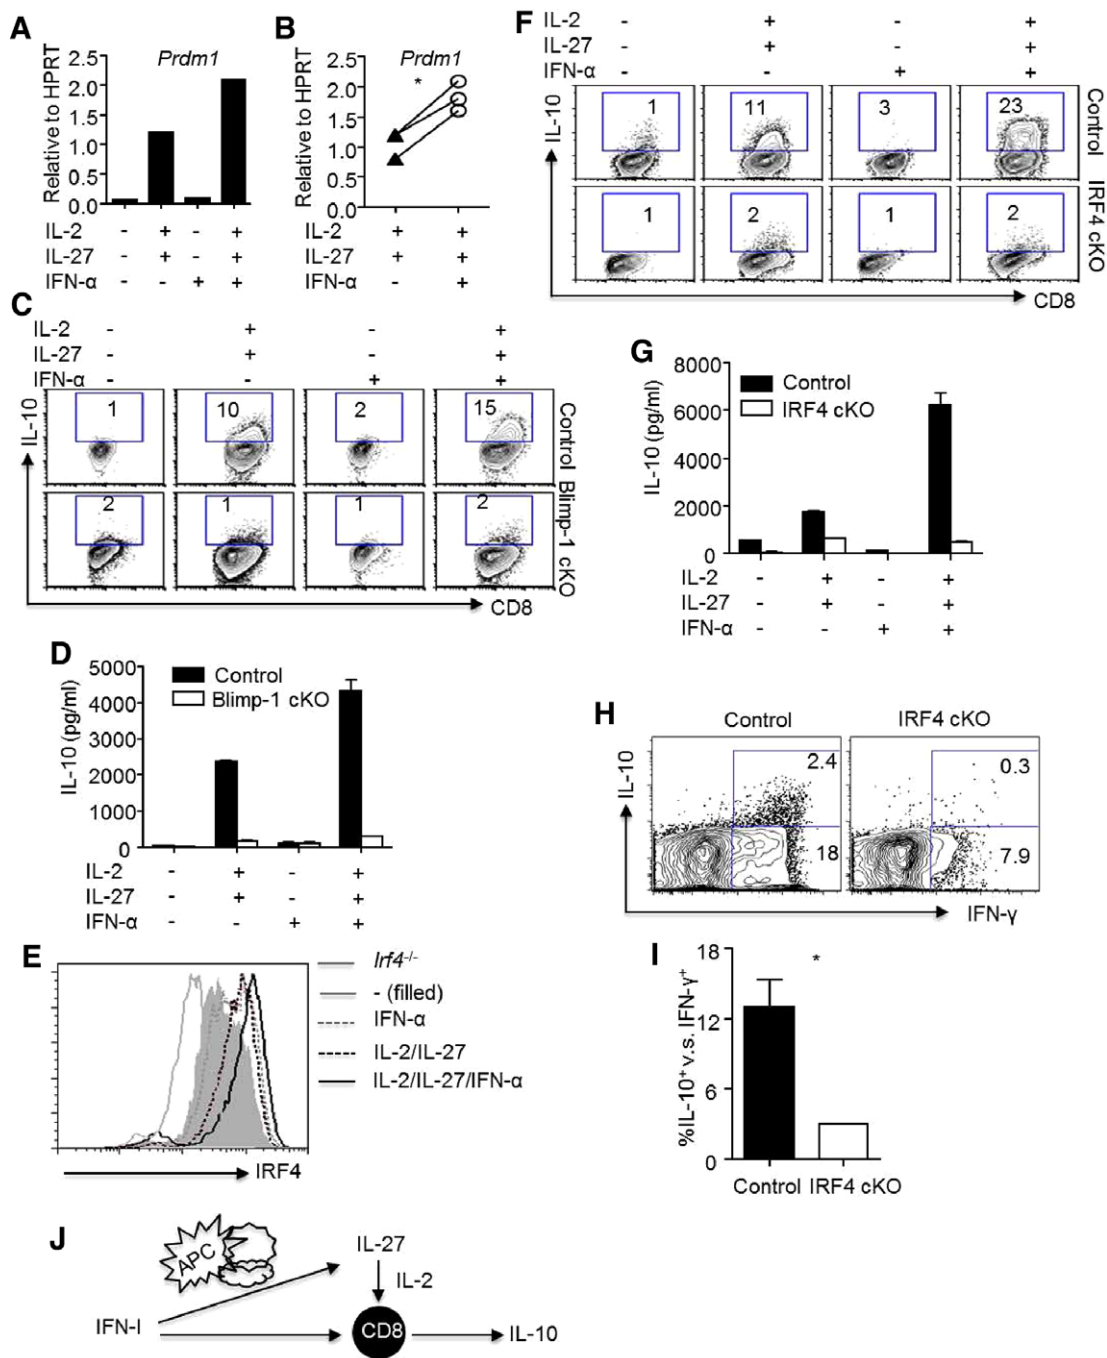 A
Prdm1
Relative to HPRT
2.5
2.0
1.5
1.0
0.5
0.0
IL-2 - + - +
IL-27 - + - +
IFN-α - - + +
B
Prdm1
*
Relative to HPRT
2.5
2.0
1.5
1.0
0.5
0.0
IL-2 + +
IL-27 + +
IFN-α - +
C
IL-2 - + - +
IL-27 - + - +
IFN-α - - + +
IL-10
1 10 2 15
Control
2 1 1 2
Blimp-1 cKO
CD8
D
IL-10 (pg/ml)
5000
4000
3000
2000
1000
0
Control
Blimp-1 cKO
IL-2 - + - +
IL-27 - + - +
IFN-α - - + +
E
Irf4-/-
- (filled)
IFN-α
IL-2/IL-27
IL-2/IL-27/IFN-α
IRF4
F
IL-2 - + - +
IL-27 - + - +
IFN-α - - + +
IL-10
1 11 3 23
Control
1 2 1 2
IRF4 cKO
CD8
G
IL-10 (pg/ml)
8000
6000
4000
2000
0
Control
IRF4 cKO
IL-2 - + - +
IL-27 - + - +
IFN-α - - + +
H
Control IRF4 cKO
IL-10
2.4 0.3
18 7.9
IFN-γ
I
%IL-10+ v.s. IFN-γ+
18
12
6
0
*
Control IRF4 cKO
J
APC
IL-27
IL-2
IFN-I
CD8
IL-10